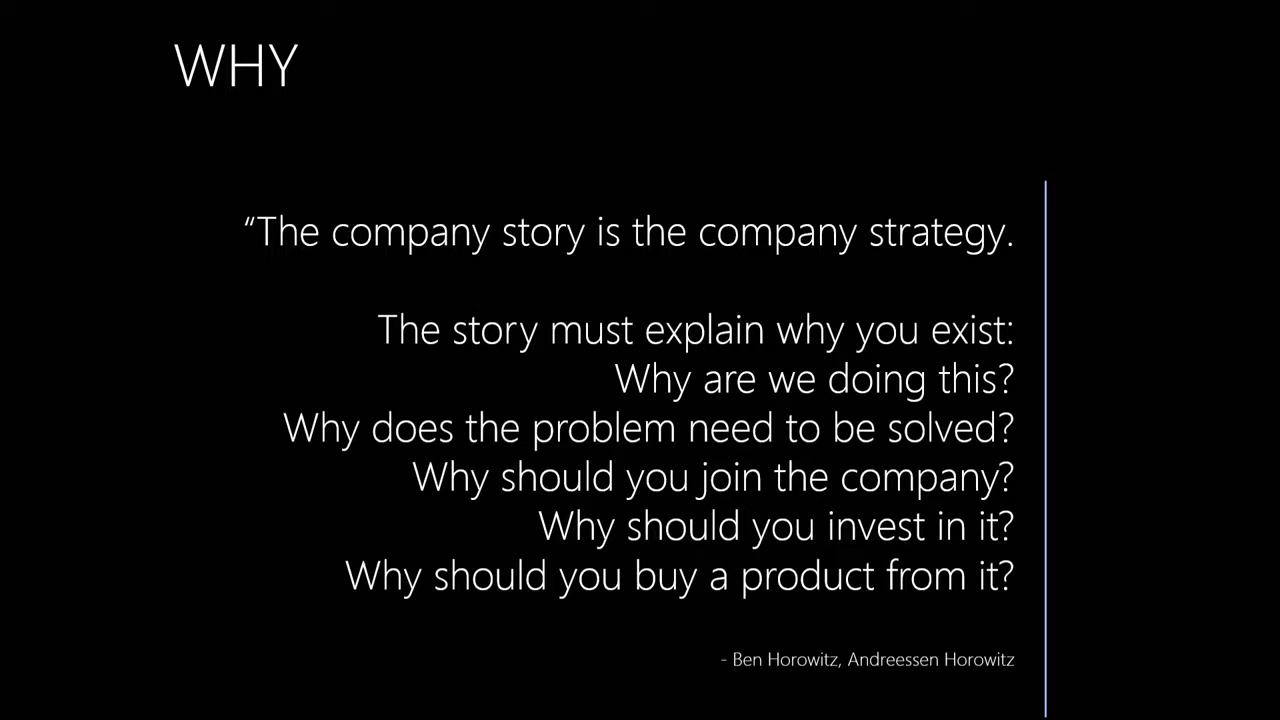 WHY
“The company story is the company strategy.
The story must explain why you exist:
Why are we doing this?
Why does the problem need to be solved?
Why should you join the company?
Why should you invest in it?
Why should you buy a product from it?
- Ben Horowitz, Andreessen Horowitz